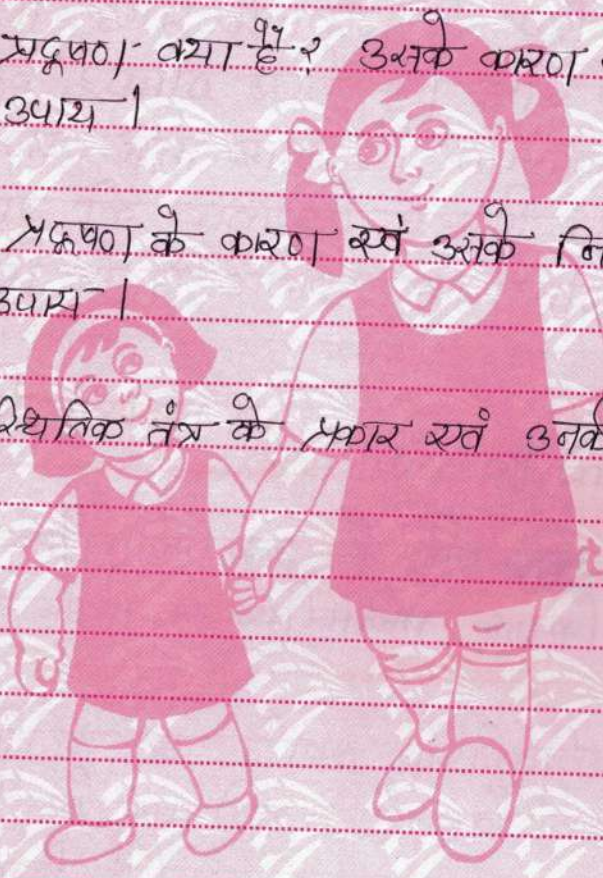 प्रदूषण क्या है? उसके कारण
उपाय।
प्रदूषण के कारण एवं उसके नि
उपाय।
स्थितिक तंत्र के प्रकार एवं उनके